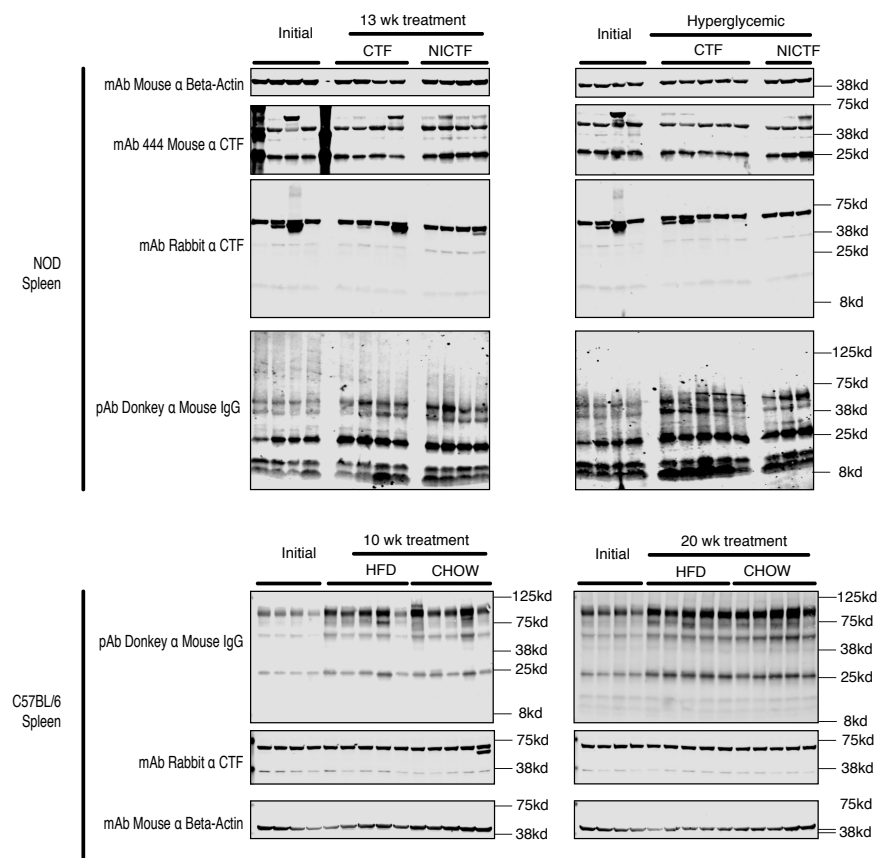 13 wk treatment
Hyperglycemic
Initial
Initial
CTF
NICTF
CTF
NICTF
mAb Mouse α Beta-Actin
38kd
75kd
mAb 444 Mouse α CTF
38kd
25kd
mAb Rabbit α CTF
75kd
38kd
25kd
8kd
NOD
Spleen
pAb Donkey α Mouse IgG
125kd
75kd
38kd
25kd
8kd
10 wk treatment
20 wk treatment
Initial
Initial
HFD
CHOW
HFD
CHOW
pAb Donkey α Mouse IgG
125kd
75kd
38kd
25kd
8kd
125kd
75kd
38kd
25kd
8kd
C57BL/6
Spleen
mAb Rabbit α CTF
75kd
38kd
75kd
38kd
mAb Mouse α Beta-Actin
75kd
38kd
75kd
38kd